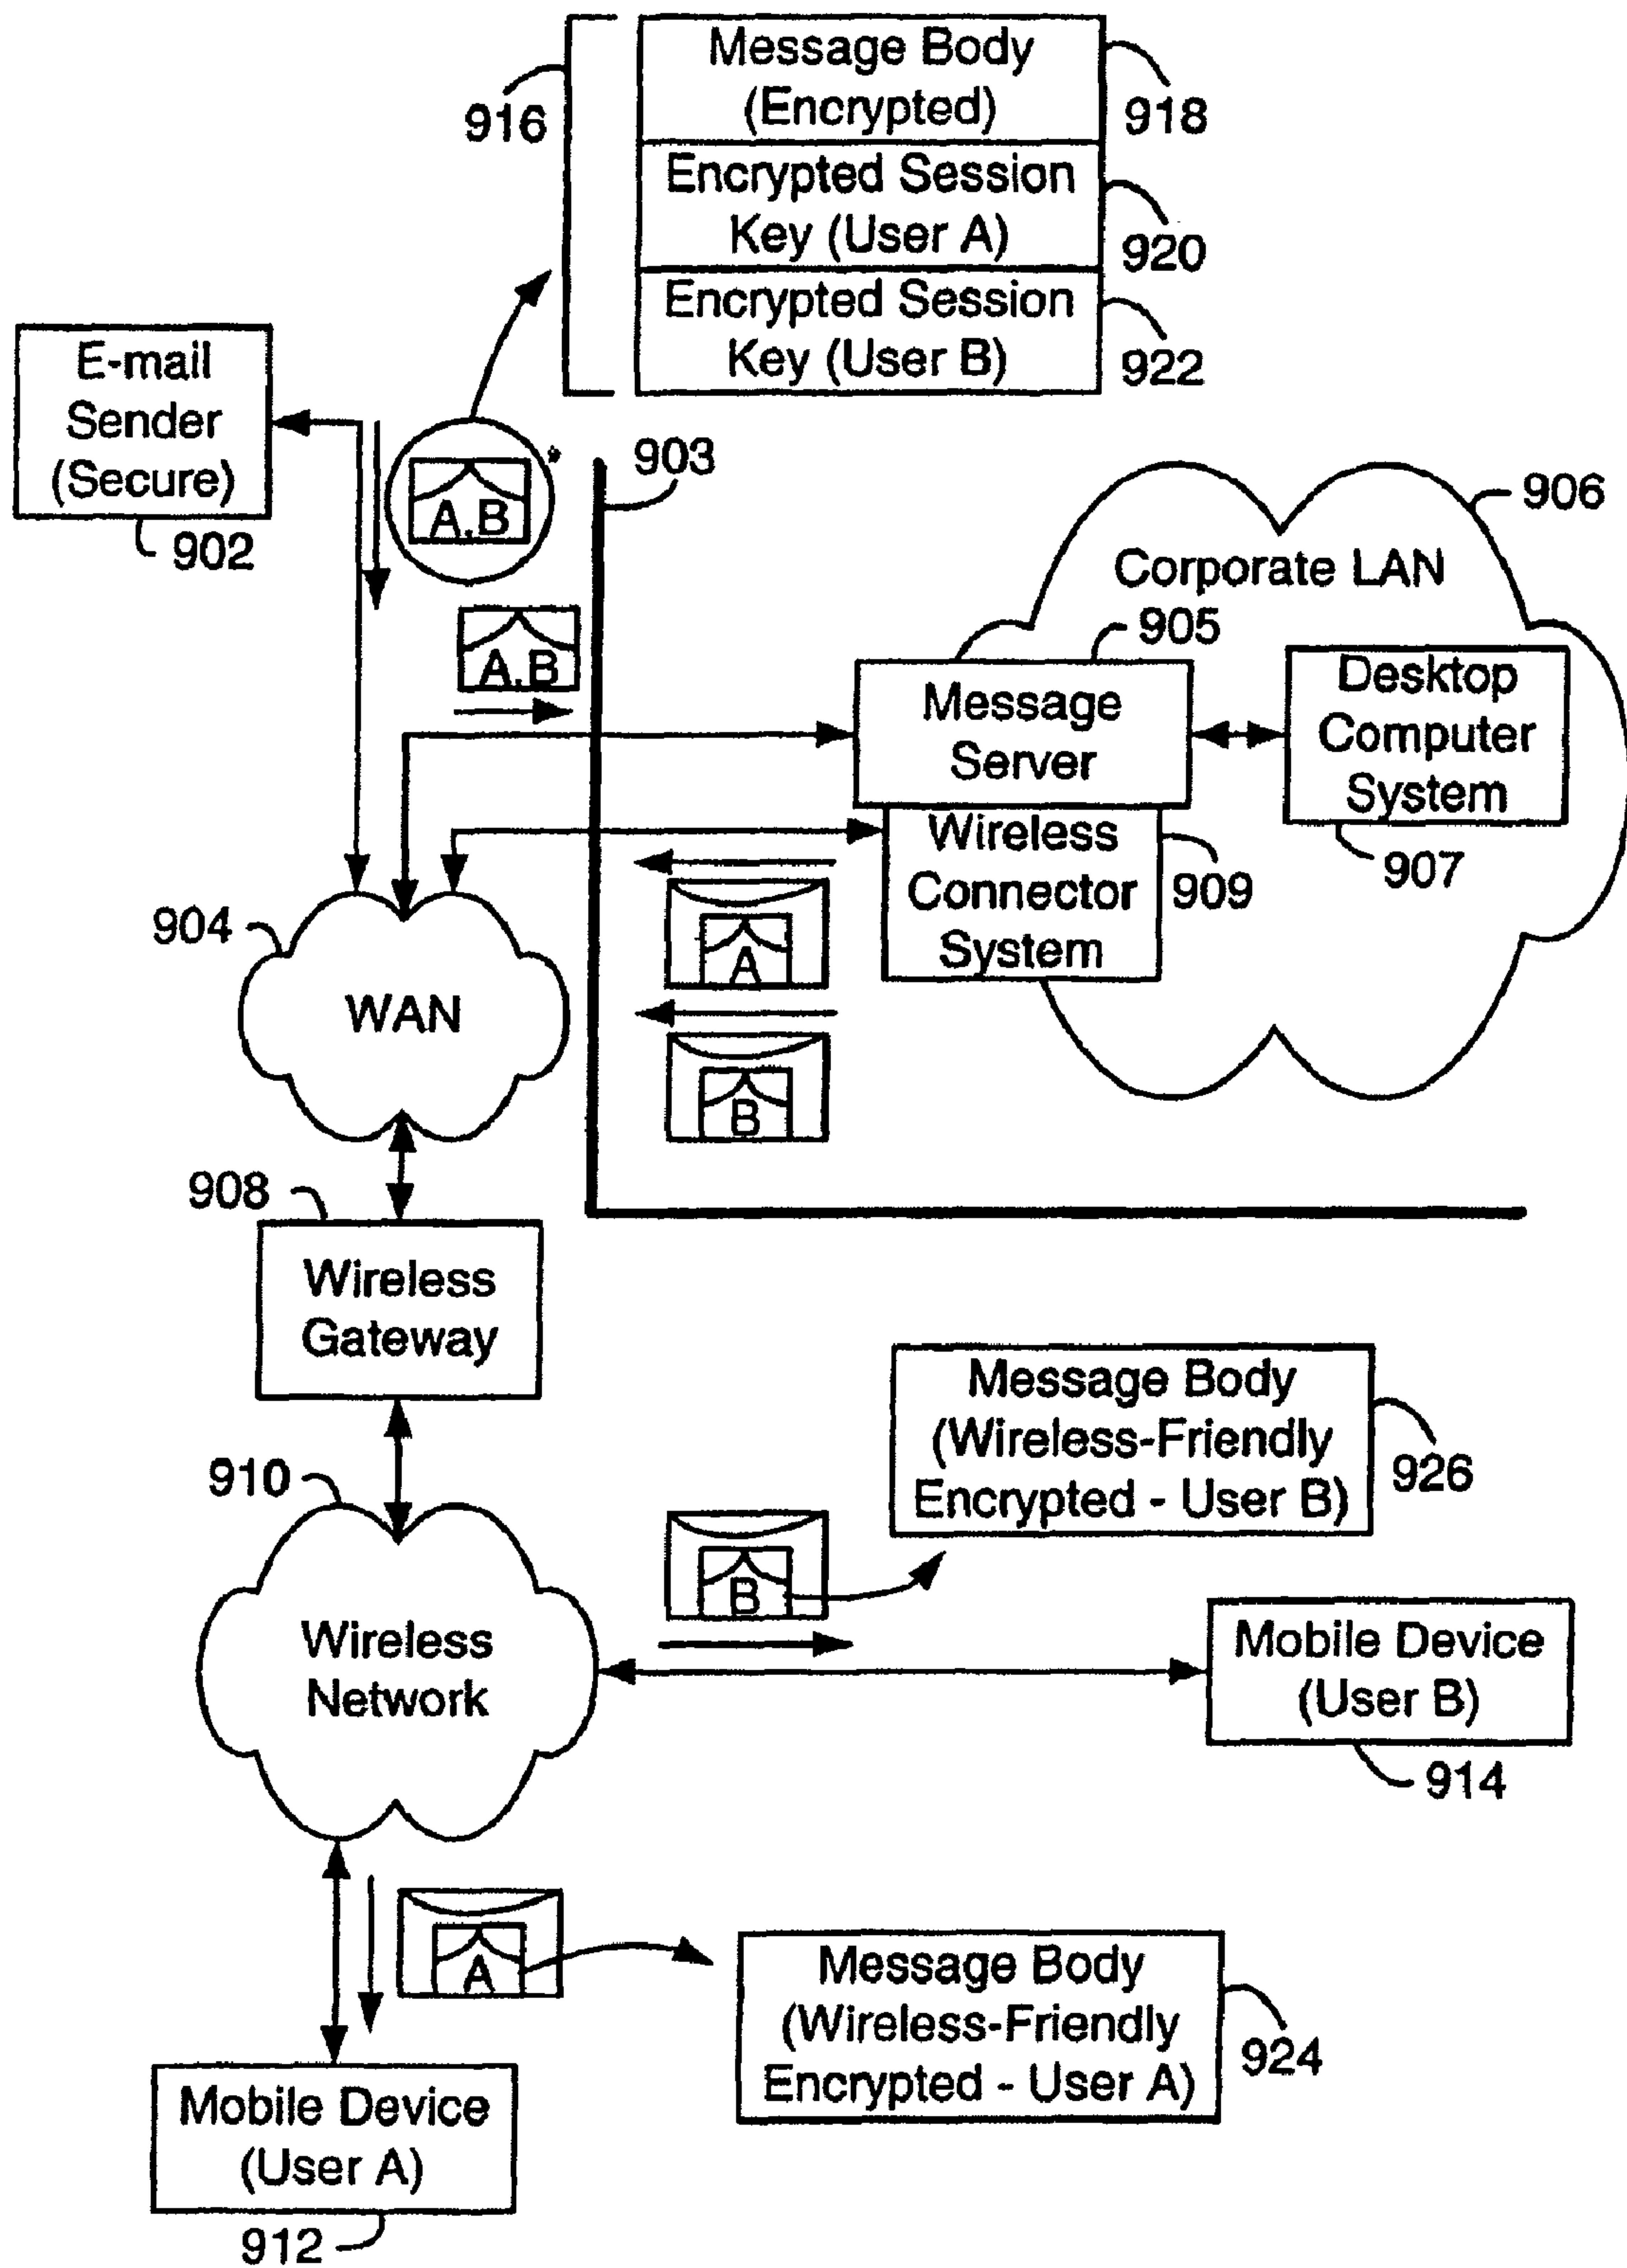 Message Body
(Encrypted)
916
918
Encrypted Session
Key (User A)
920
Encrypted Session
Key (User B)
922
E-mail
Sender
(Secure)
902
A,B
903
906
Corporate LAN
905
A,B
Message
Server
Desktop
Computer
System
907
Wireless
Connector
System
909
904
WAN
A
B
908
Wireless
Gateway
Message Body
(Wireless-Friendly
Encrypted - User B)
926
910
B
Wireless
Network
Mobile Device
(User B)
914
A
Message Body
(Wireless-Friendly
Encrypted - User A)
924
Mobile Device
(User A)
912